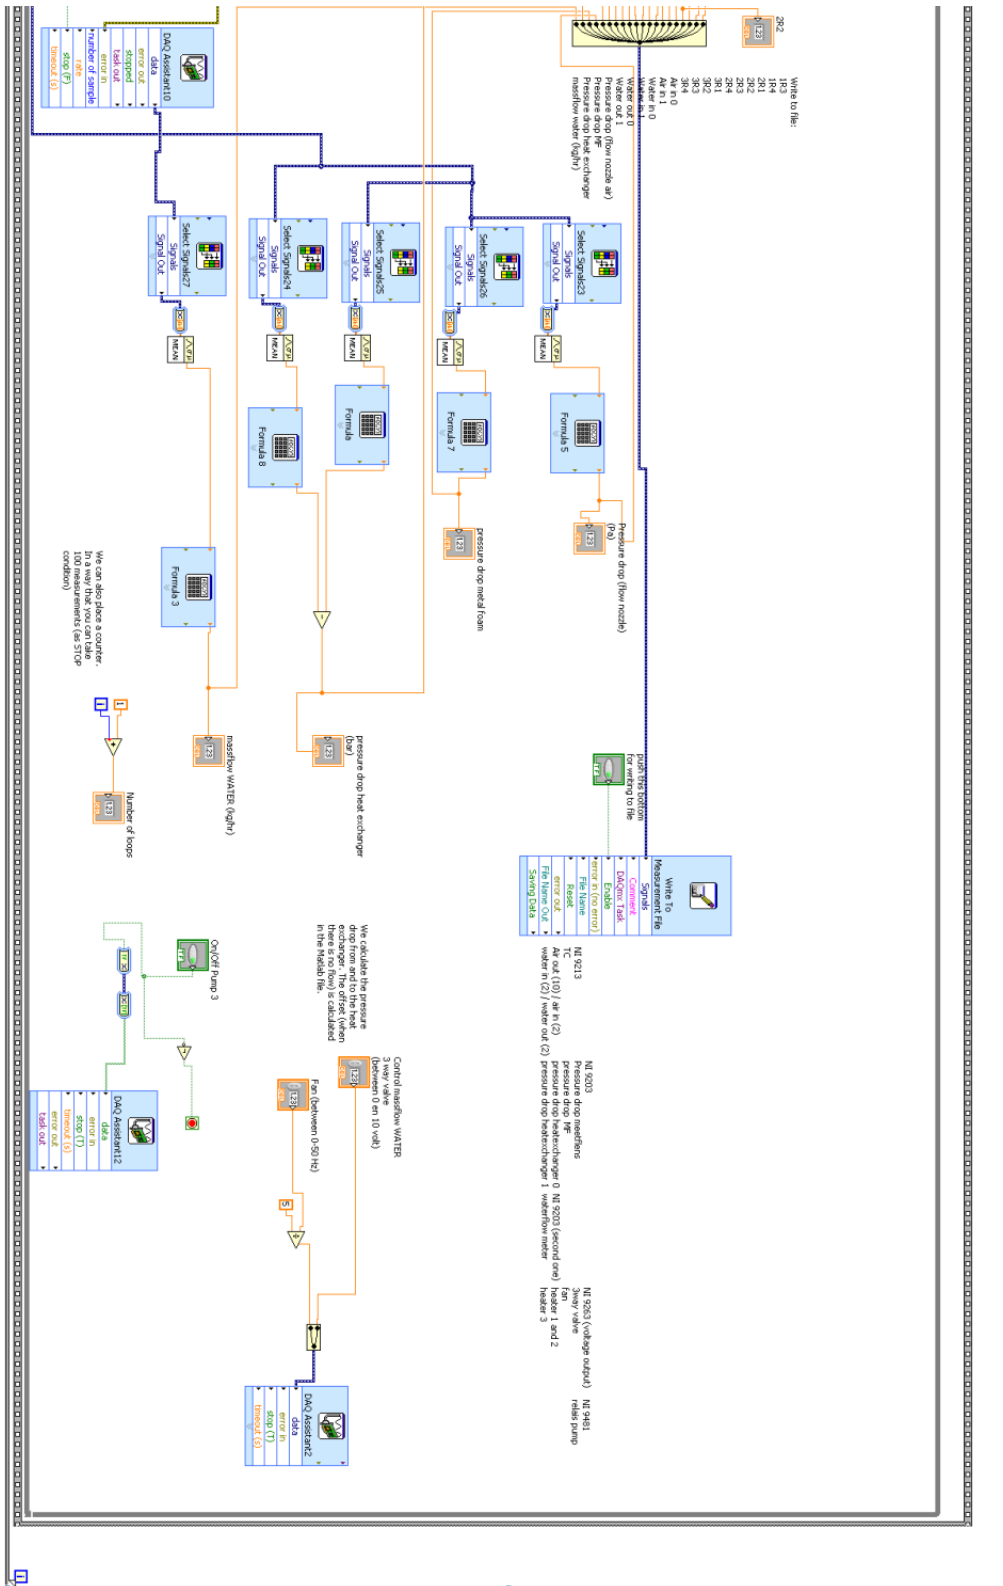 2R2
123
Write to file:
1R3
1R4
2R1
2R2
2R3
2R4
3R1
3R2
3R3
3R4
Air in 0
Air in 1
Water in 0
Water in 1
Water out 0
Water out 1
Pressure drop (flow nozzle air)
Pressure drop MF
Pressure drop heat exchanger
massflow water (kg/hr)
DAQ Assistant10
data
error out
stopped
task out
error in
number of sample
rate
stop (F)
timeout (s)
Select Signals23
Signals
Signal Out
MEAN
Formula 5
Pressure drop (flow nozzle)
(Pa)
123
Select Signals26
Signals
Signal Out
MEAN
Formula 7
pressure drop metal foam
123
Select Signals25
Signals
Signal Out
MEAN
Formula
Select Signals24
Signals
Signal Out
MEAN
Formula 8
pressure drop heat exchanger
(bar)
123
Select Signals27
Signals
Signal Out
MEAN
Formula 3
massflow WATER (kg/hr)
123
We can also place a counter.
In a way that you can take
100 measurements (as STOP
condition)
1
i
Number of loops
123
push this bottom
for writing to file
TF
Write To
Measurement File
Signals
Comment
DAQmx Task
Enable
error in (no error)
File Name
Reset
error out
File Name Out
Saving Data
We calculate the pressure
drop from and to the heat
exchanger. The offset (when
there is no flow) is calculated
in the Matlab file.
On/Off Pump 3
TF
DAQ Assistant12
data
error in
stop (T)
timeout (s)
error out
task out
NI 9213
TC
Air out (10) / air in (2)
water in (2) / water out (2)
NI 9203
Pressure drop meetflens
pressure drop MF
pressure drop heatexchanger 0
pressure drop heatexchanger 1
NI 9203 (second one)
waterflow meter
NI 9263 (voltage output)
3way valve
fan
heater 1 and 2
heater 3
NI 9481
relais pump
Control massflow WATER
3 way valve
(between 0 en 10 volt)
123
Fan (between 0-50 Hz)
123
5
DAQ Assistant2
data
error in
stop (T)
timeout (s)
i